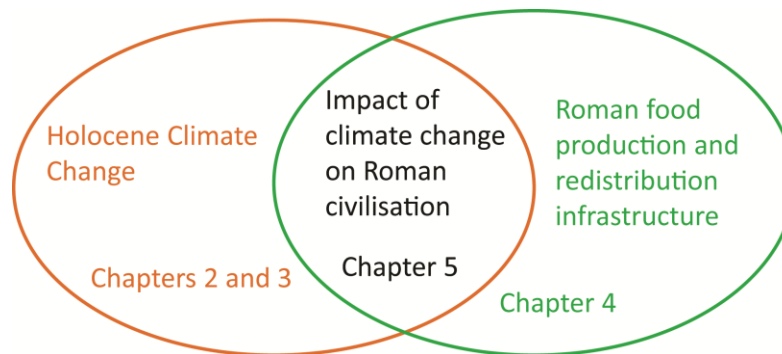 Holocene Climate
Change
Chapters 2 and 3
Impact of
climate change
on Roman
civilisation
Chapter 5
Roman food
production and
redistribution
infrastructure
Chapter 4